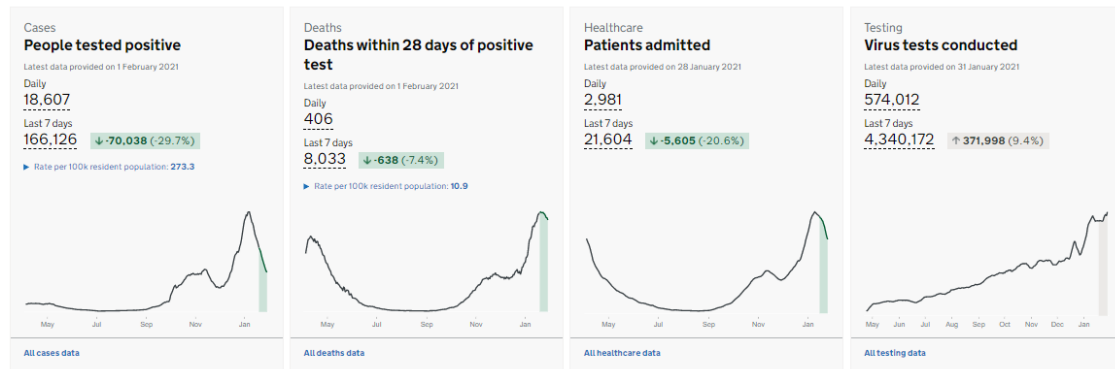 Cases
People tested positive
Latest data provided on 1 February 2021
Daily
18,607
Last 7 days
166,126 ↓ -70,038 (-29.7%)
► Rate per 100k resident population: 273.3
May Jul Sep Nov Jan
All cases data
Deaths
Deaths within 28 days of positive
test
Latest data provided on 1 February 2021
Daily
406
Last 7 days
8,033 ↓ -638 (-7.4%)
► Rate per 100k resident population: 10.9
May Jul Sep Nov Jan
All deaths data
Healthcare
Patients admitted
Latest data provided on 28 January 2021
Daily
2,981
Last 7 days
21,604 ↓ -5,605 (-20.6%)
May Jul Sep Nov Jan
All healthcare data
Testing
Virus tests conducted
Latest data provided on 31 January 2021
Daily
574,012
Last 7 days
4,340,172 ↑ 371,998 (9.4%)
May Jun Jul Aug Sep Oct Nov Dec Jan
All testing data